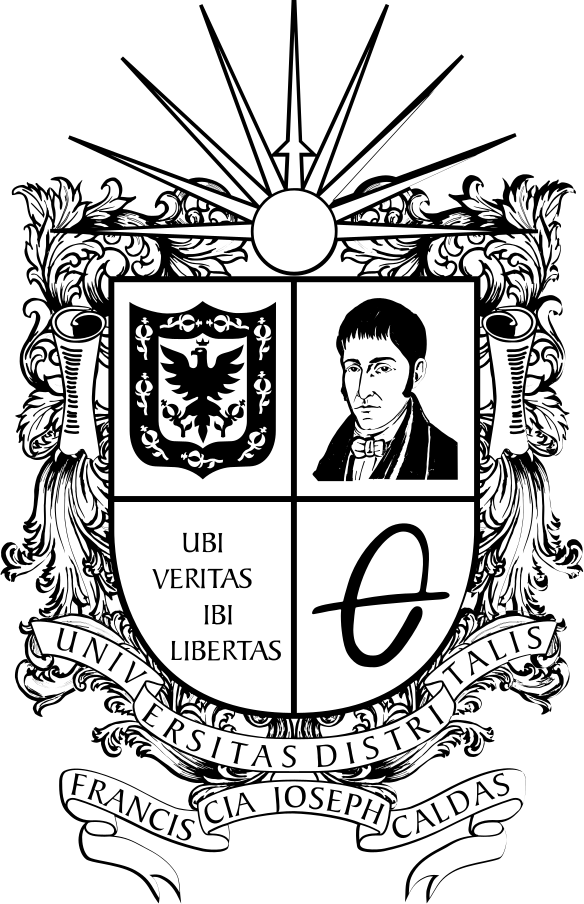 UBI
VERITAS
IBI
LIBERTAS
UNIVERSITAS DISTRITALIS
FRANCISCIA JOSEPH CALDAS